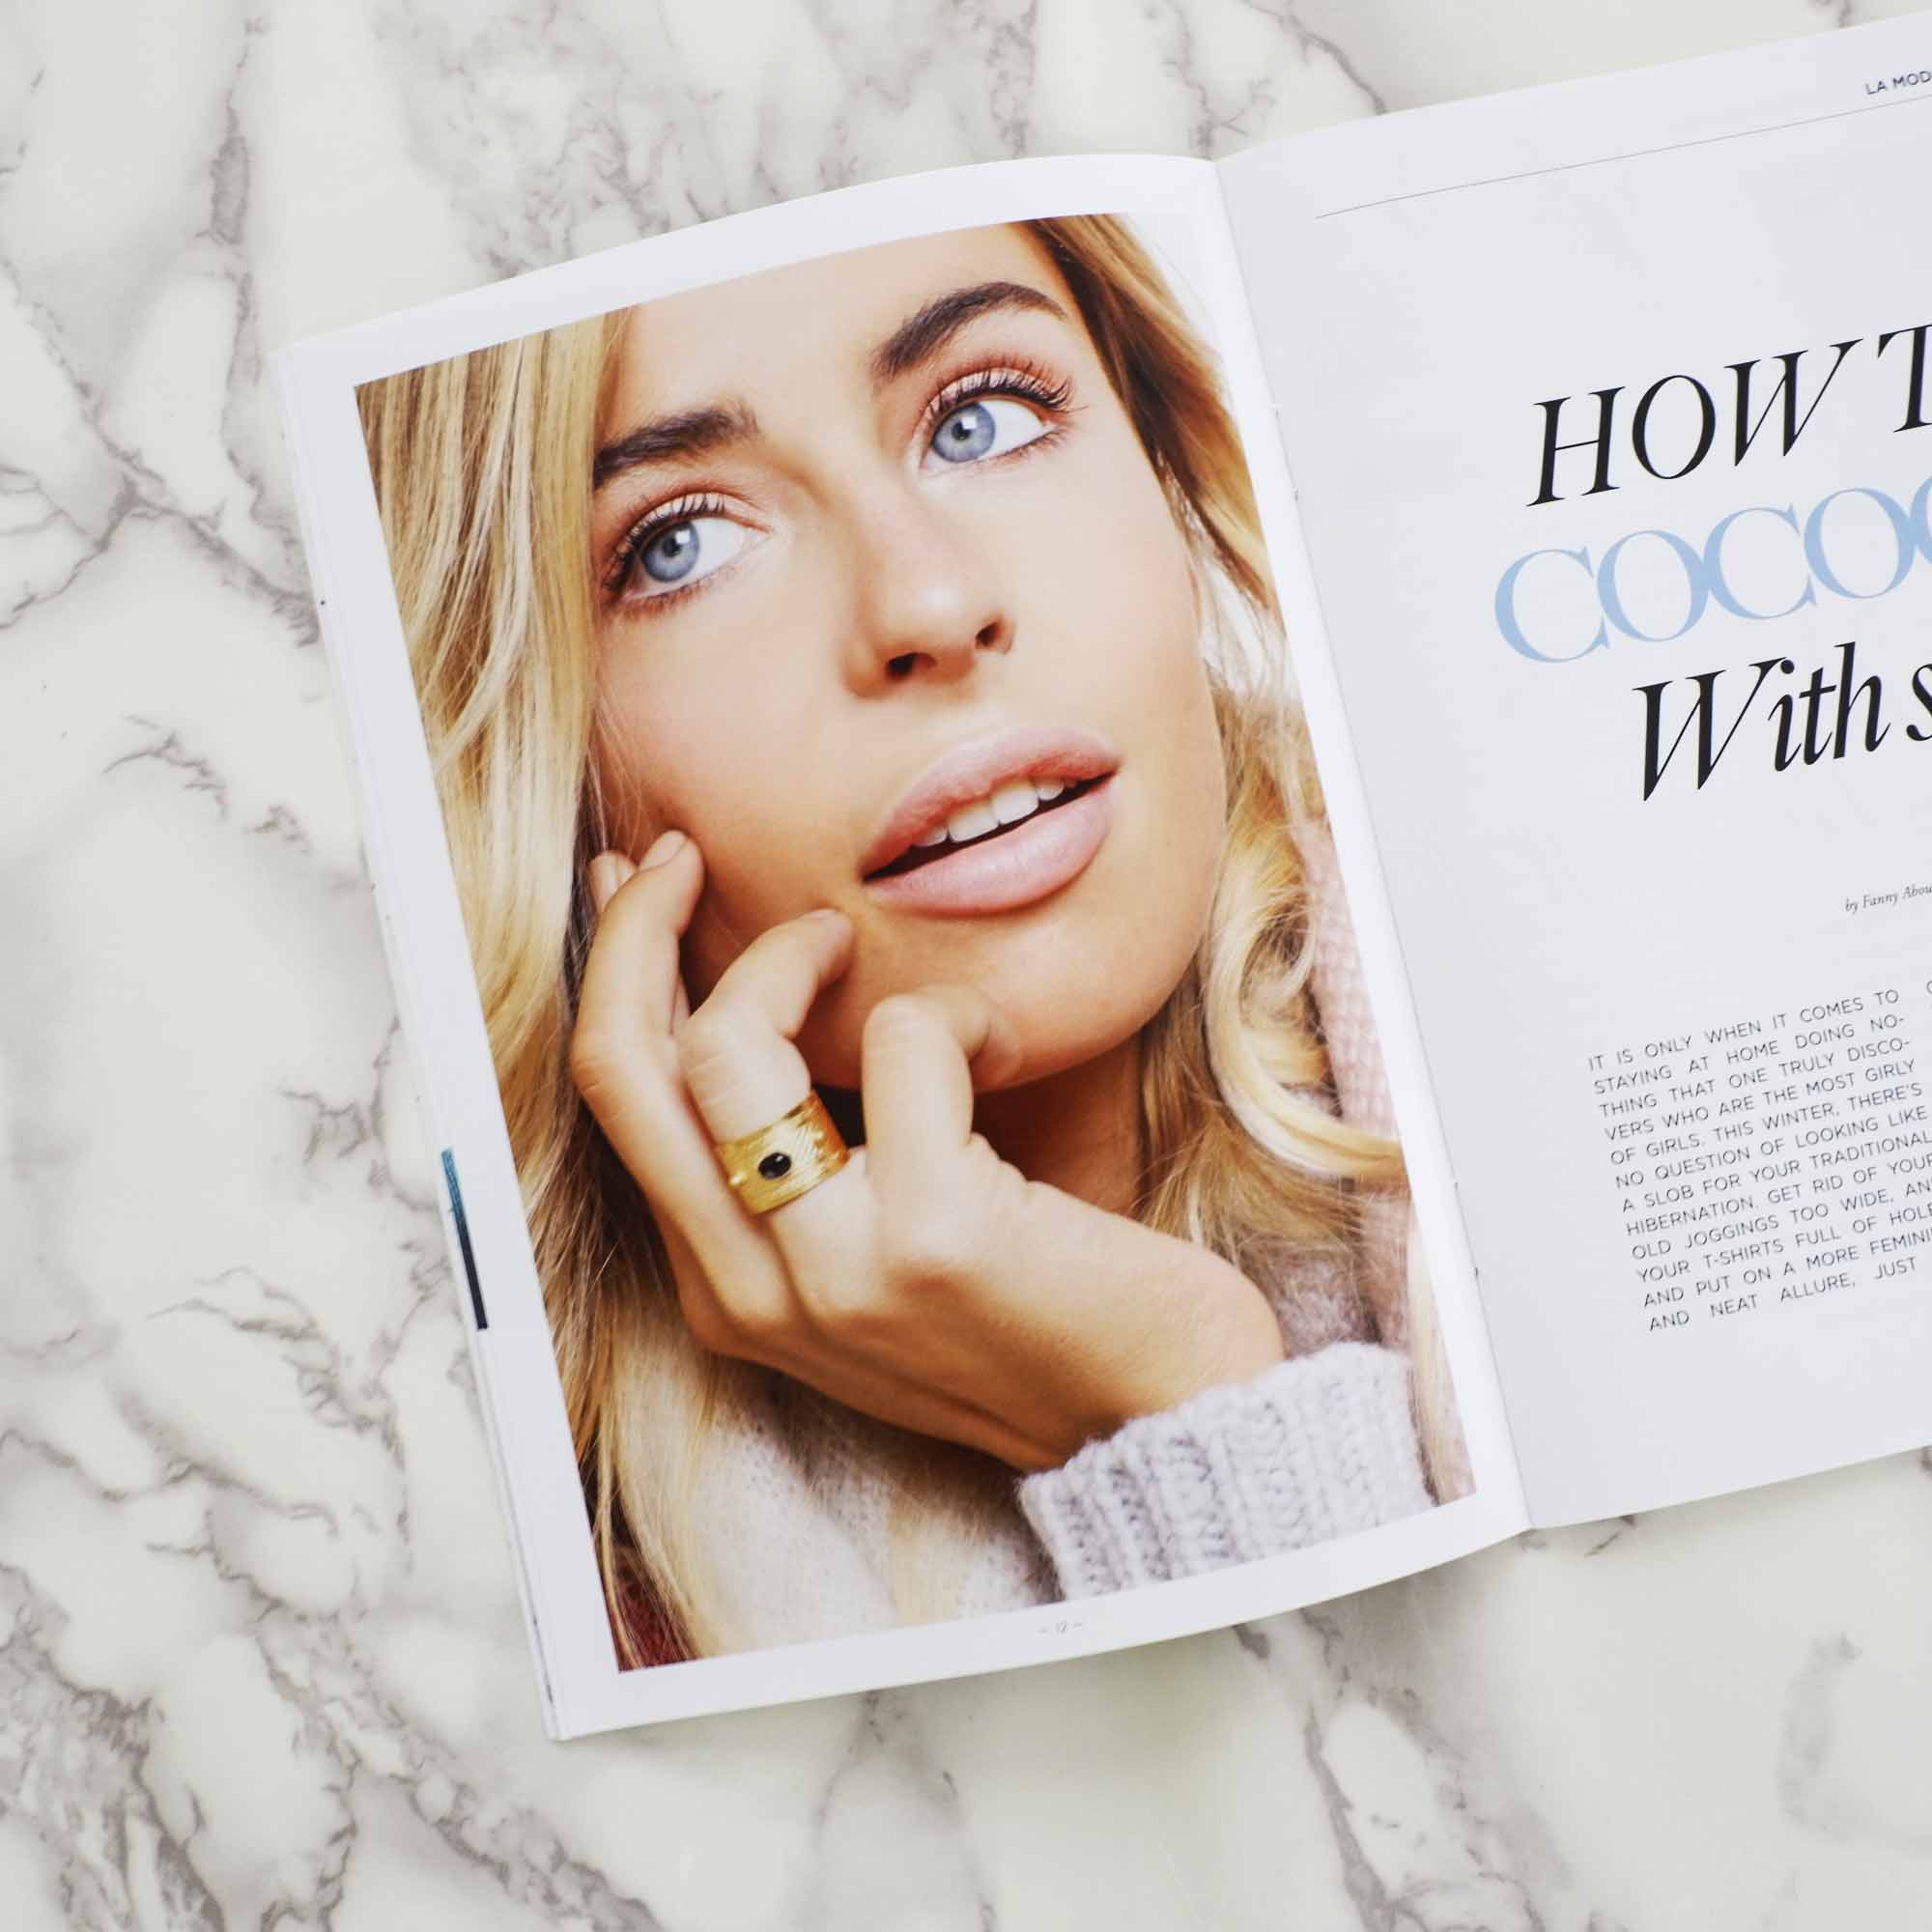 — 12 —
LA MOD
HOW T
COCOO
With s
by Fanny Abou
IT IS ONLY WHEN IT COMES TO
STAYING AT HOME DOING NO-
THING THAT ONE TRULY DISCO-
VERS WHO ARE THE MOST GIRLY
OF GIRLS. THIS WINTER, THERE'S
NO QUESTION OF LOOKING LIKE
A SLOB FOR YOUR TRADITIONAL
HIBERNATION. GET RID OF YOUR
OLD JOGGINGS TOO WIDE, AN
YOUR T-SHIRTS FULL OF HOLE
AND PUT ON A MORE FEMINI
AND NEAT ALLURE, JUST